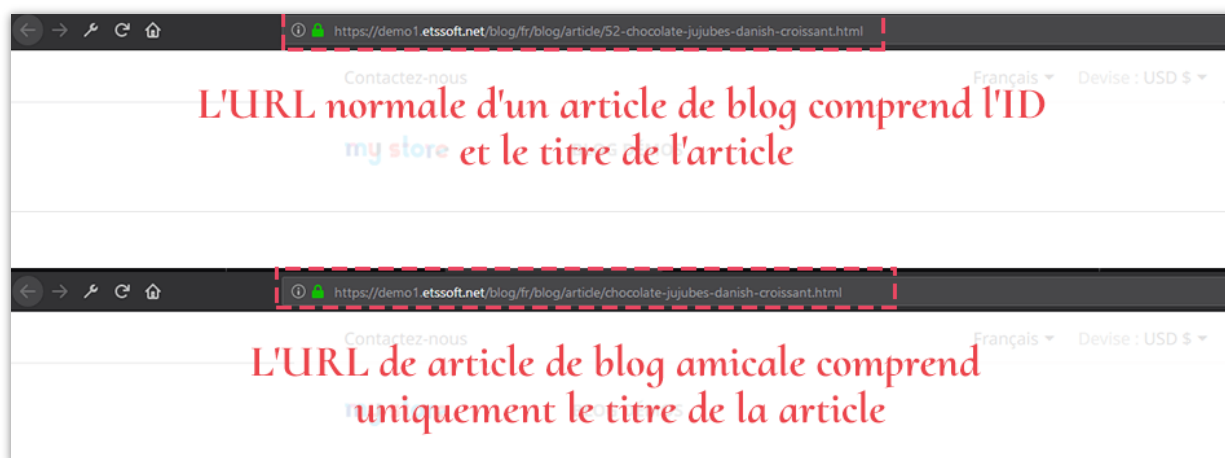 https://demo1.etssoft.net/blog/fr/blog/article/52-chocolate-jujubes-danish-croissant.html
Contactez-nous Français Devise : USD $
L'URL normale d'un article de blog comprend l'ID
my store
et le titre de l'article
https://demo1.etssoft.net/blog/fr/blog/article/chocolate-jujubes-danish-croissant.html
Contactez-nous Français Devise : USD $
L'URL de article de blog amicale comprend
uniquement le titre de la article